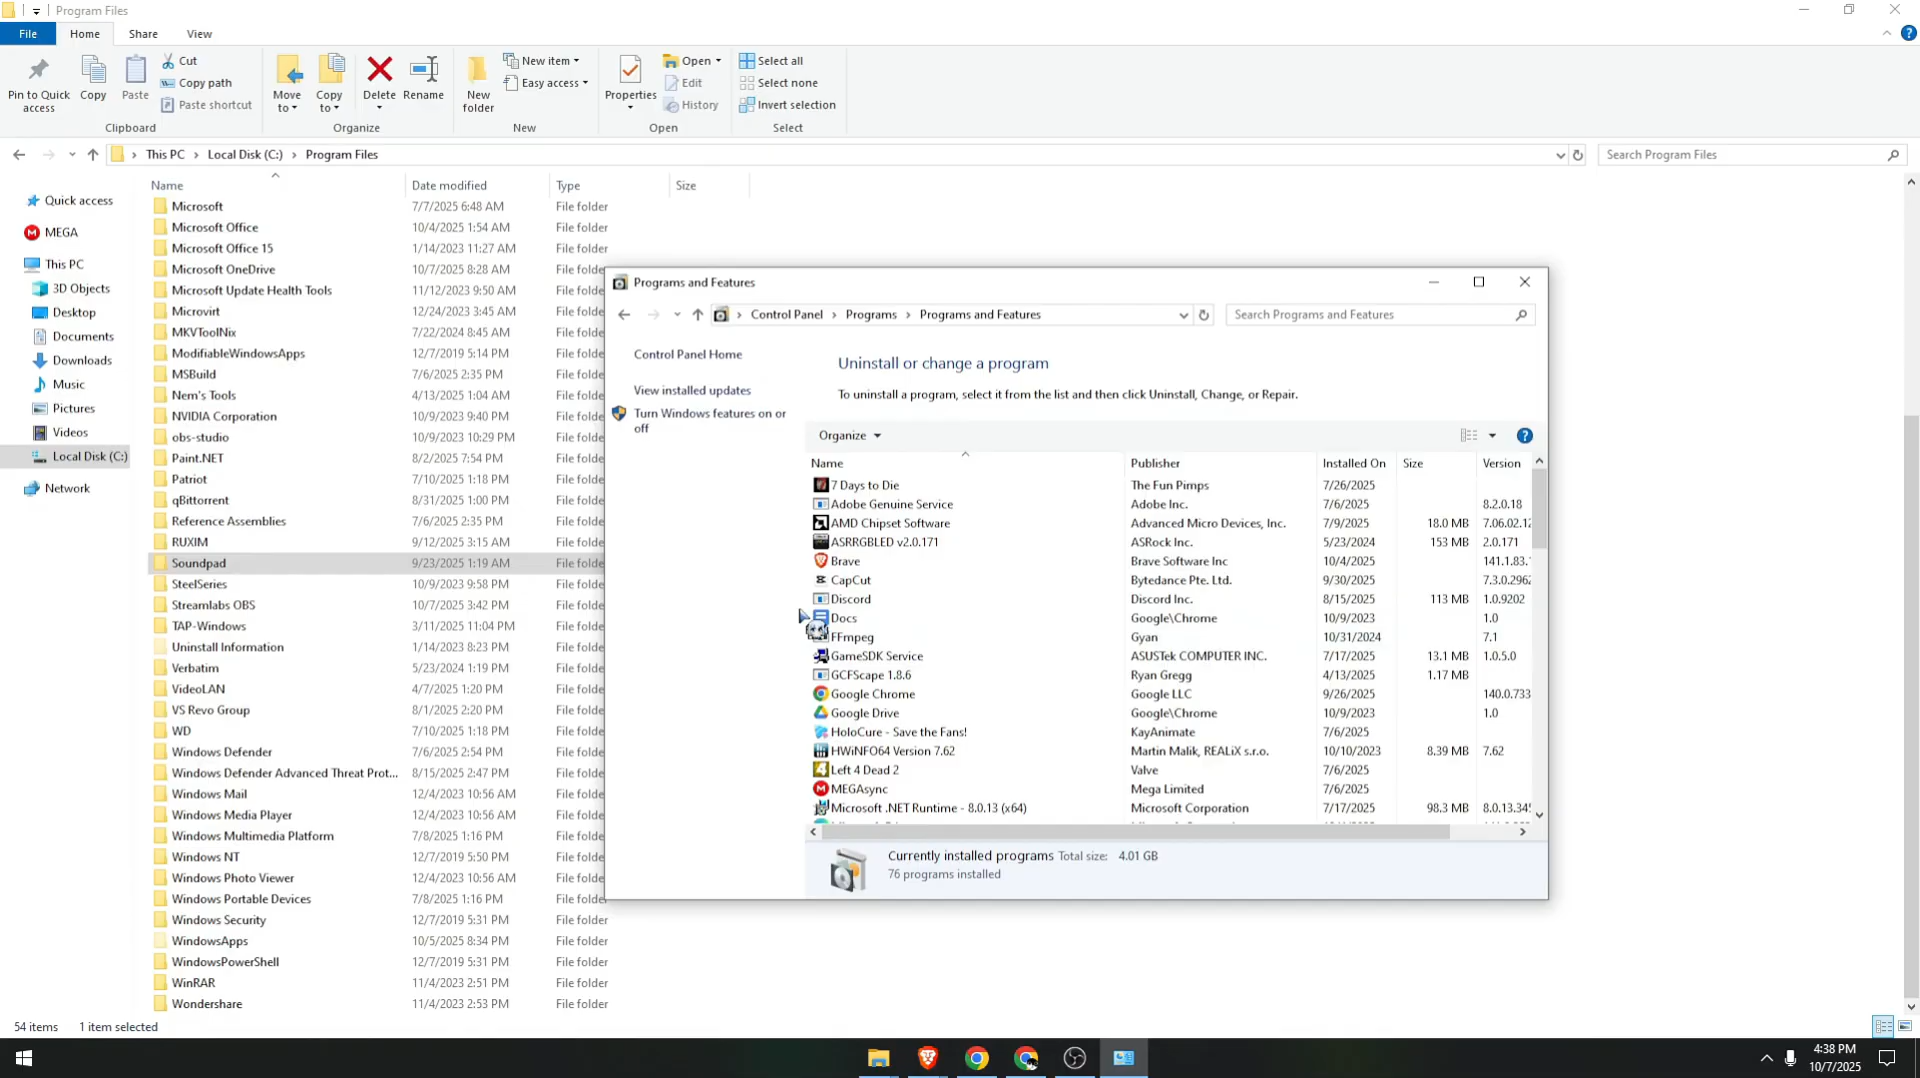 Program Files
File
Home
Share
View
Pin to Quick access
Copy
Paste
Cut
Copy path
Paste shortcut
Clipboard
Move to
Copy to
Delete
Rename
Organize
New folder
New item
Easy access
New
Properties
Open
Edit
History
Open
Select all
Select none
Invert selection
Select
This PC > Local Disk (C:) > Program Files
Search Program Files
Quick access
MEGA
This PC
3D Objects
Desktop
Documents
Downloads
Music
Pictures
Videos
Local Disk (C:)
Network
Name Date modified Type Size
Microsoft 7/7/2025 6:48 AM File folder
Microsoft Office 10/4/2025 1:54 AM File folder
Microsoft Office 15 1/14/2023 11:27 AM File folder
Microsoft OneDrive 10/7/2025 8:28 AM File folder
Microsoft Update Health Tools 11/12/2023 9:50 AM File folde
Microvirt 12/24/2023 3:45 AM File folde
MKVToolNix 7/22/2024 8:45 AM File folde
ModifiableWindowsApps 12/7/2019 5:14 PM File folde
MSBuild 7/6/2025 2:35 PM File folde
Nem's Tools 4/13/2025 1:04 AM File folde
NVIDIA Corporation 10/9/2023 9:40 PM File folde
obs-studio 10/9/2023 10:29 PM File folde
Paint.NET 8/2/2025 7:54 PM File folde
Patriot 7/10/2025 1:18 PM File folde
qBittorrent 8/31/2025 1:00 PM File folde
Reference Assemblies 7/6/2025 2:35 PM File folde
RUXIM 9/12/2025 3:15 AM File folde
Soundpad 9/23/2025 1:19 AM File folde
SteelSeries 10/9/2023 9:58 PM File folde
Streamlabs OBS 10/7/2025 3:42 PM File folde
TAP-Windows 3/11/2025 11:04 PM File folde
Uninstall Information 1/14/2023 8:23 PM File folde
Verbatim 5/23/2024 1:19 PM File folde
VideoLAN 4/7/2025 1:20 PM File folde
VS Revo Group 8/1/2025 2:20 PM File folde
WD 7/10/2025 1:18 PM File folde
Windows Defender 7/6/2025 2:54 PM File folde
Windows Defender Advanced Threat Prot... 8/15/2025 2:47 PM File folde
Windows Mail 12/4/2023 10:56 AM File folde
Windows Media Player 12/4/2023 10:56 AM File folde
Windows Multimedia Platform 7/8/2025 1:16 PM File folde
Windows NT 12/7/2019 5:50 PM File folde
Windows Photo Viewer 12/4/2023 10:56 AM File folde
Windows Portable Devices 7/8/2025 1:16 PM File folde
Windows Security 12/7/2019 5:31 PM File folder
WindowsApps 10/5/2025 8:34 PM File folder
WindowsPowerShell 12/7/2019 5:31 PM File folder
WinRAR 11/4/2023 2:51 PM File folder
Wondershare 11/4/2023 2:53 PM File folder
54 items 1 item selected
Programs and Features
Control Panel > Programs > Programs and Features
Search Programs and Features
Control Panel Home
View installed updates
Turn Windows features on or
off
Uninstall or change a program
To uninstall a program, select it from the list and then click Uninstall, Change, or Repair.
Organize
Name Publisher Installed On Size Version
7 Days to Die The Fun Pimps 7/26/2025
Adobe Genuine Service Adobe Inc. 7/6/2025 8.2.0.18
AMD Chipset Software Advanced Micro Devices, Inc. 7/9/2025 18.0 MB 7.06.02.12
ASRRGBLED v2.0.171 ASRock Inc. 5/23/2024 153 MB 2.0.171
Brave Brave Software Inc 10/4/2025 141.1.83.
CapCut Bytedance Pte. Ltd. 9/30/2025 7.3.0.2962
Discord Discord Inc. 8/15/2025 113 MB 1.0.9202
Docs Google\Chrome 10/9/2023 1.0
FFmpeg Gyan 10/31/2024 7.1
GameSDK Service ASUSTek COMPUTER INC. 7/17/2025 13.1 MB 1.0.5.0
GCFScape 1.8.6 Ryan Gregg 4/13/2025 1.17 MB
Google Chrome Google LLC 9/26/2025 140.0.733
Google Drive Google\Chrome 10/9/2023 1.0
HoloCure - Save the Fans! KayAnimate 7/6/2025
HWiNFO64 Version 7.62 Martin Malik, REALiX s.r.o. 10/10/2023 8.39 MB 7.62
Left 4 Dead 2 Valve 7/6/2025
MEGAsync Mega Limited 7/6/2025
Microsoft .NET Runtime - 8.0.13 (x64) Microsoft Corporation 7/17/2025 98.3 MB 8.0.13.345
Currently installed programs Total size: 4.01 GB
76 programs installed
4:38 PM
10/7/2025